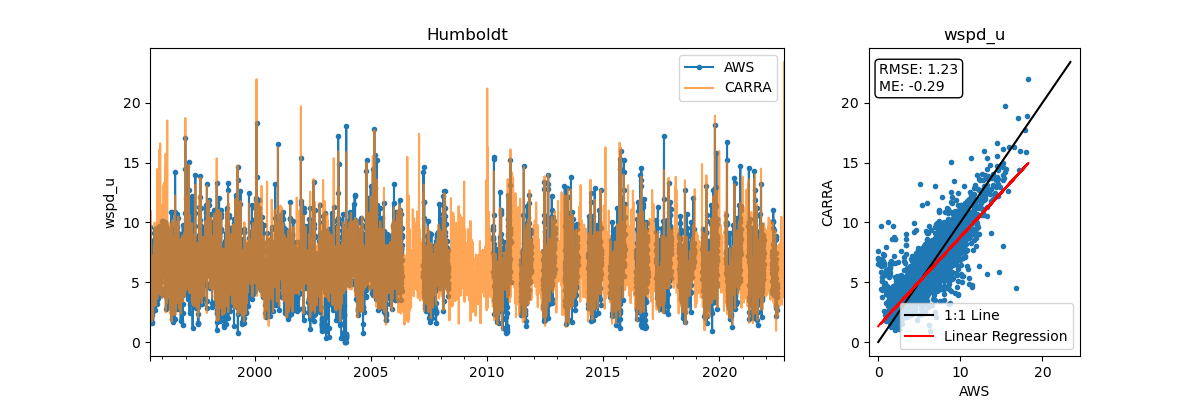 Humboldt
wspd_u
20
15
10
5
0
2000
2005
2010
2015
2020
AWS
CARRA
wspd_u
CARRA
20
15
10
5
0
0
10
20
AWS
RMSE: 1.23
ME: -0.29
1:1 Line
Linear Regression